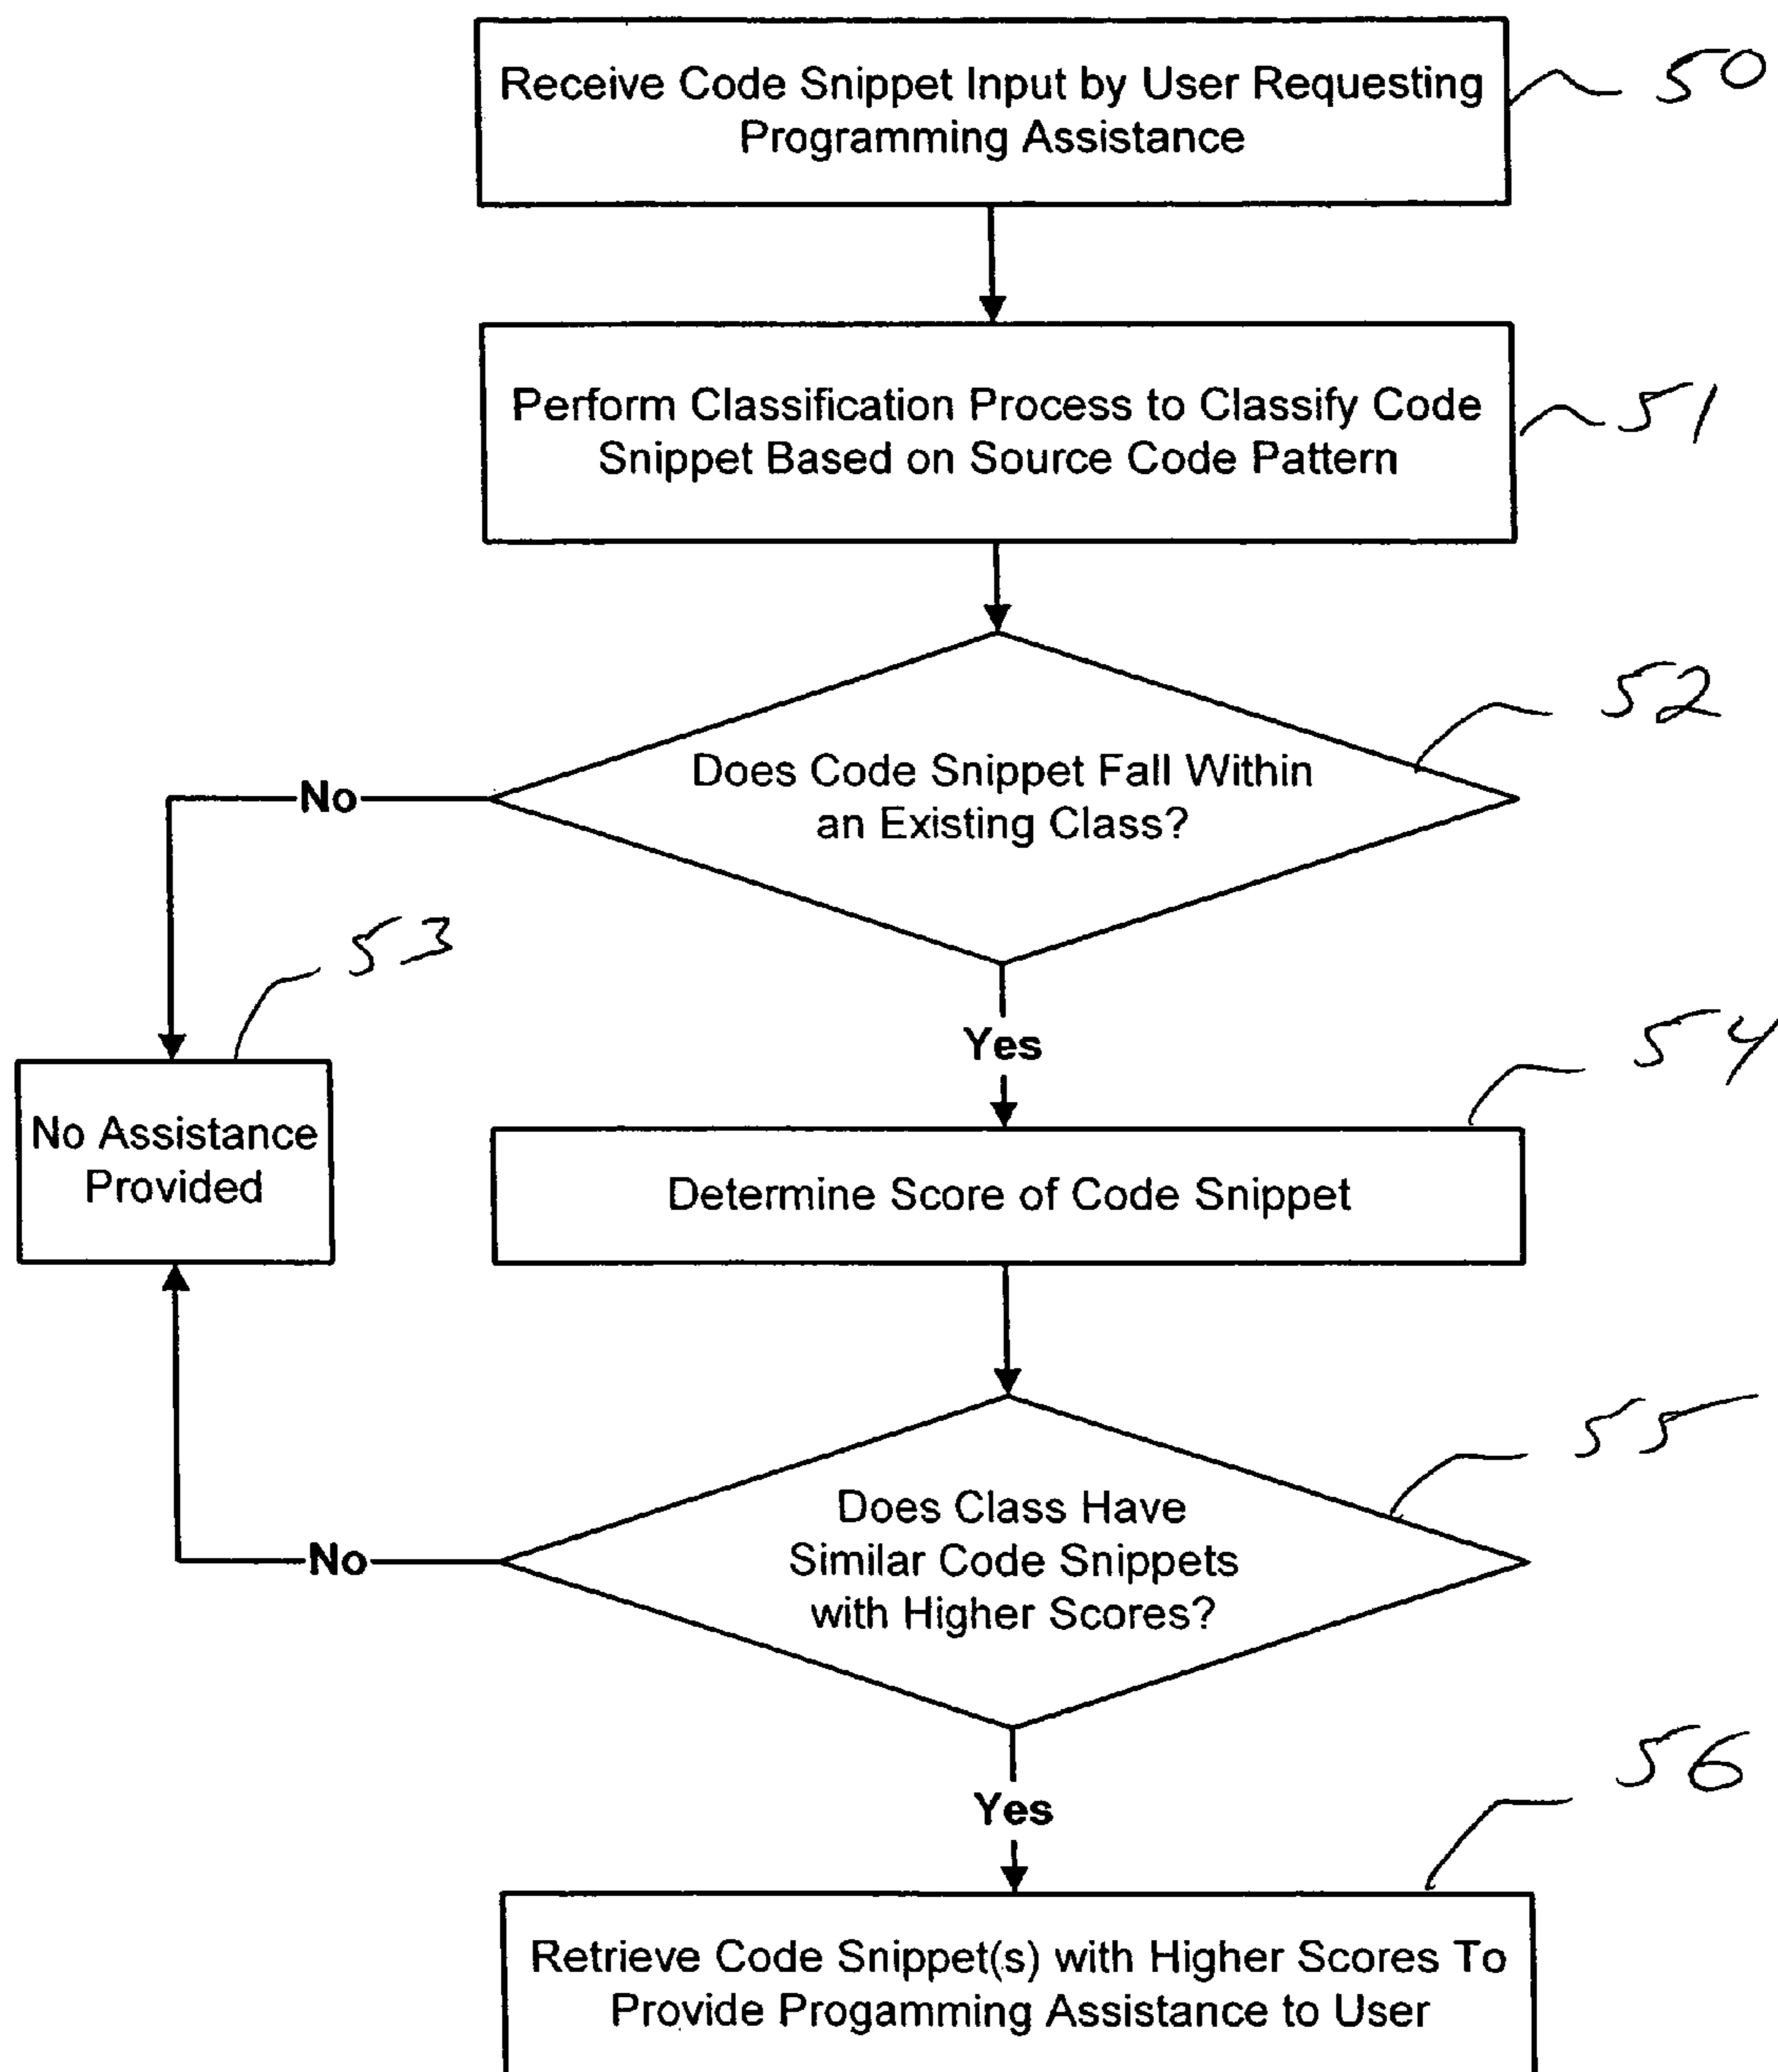 Receive Code Snippet Input by User Requesting
Programming Assistance
50
Perform Classification Process to Classify Code
Snippet Based on Source Code Pattern
51
52
Does Code Snippet Fall Within
an Existing Class?
No
53
Yes
54
No Assistance
Provided
Determine Score of Code Snippet
55
Does Class Have
Similar Code Snippets
with Higher Scores?
No
56
Yes
Retrieve Code Snippet(s) with Higher Scores To
Provide Progamming Assistance to User